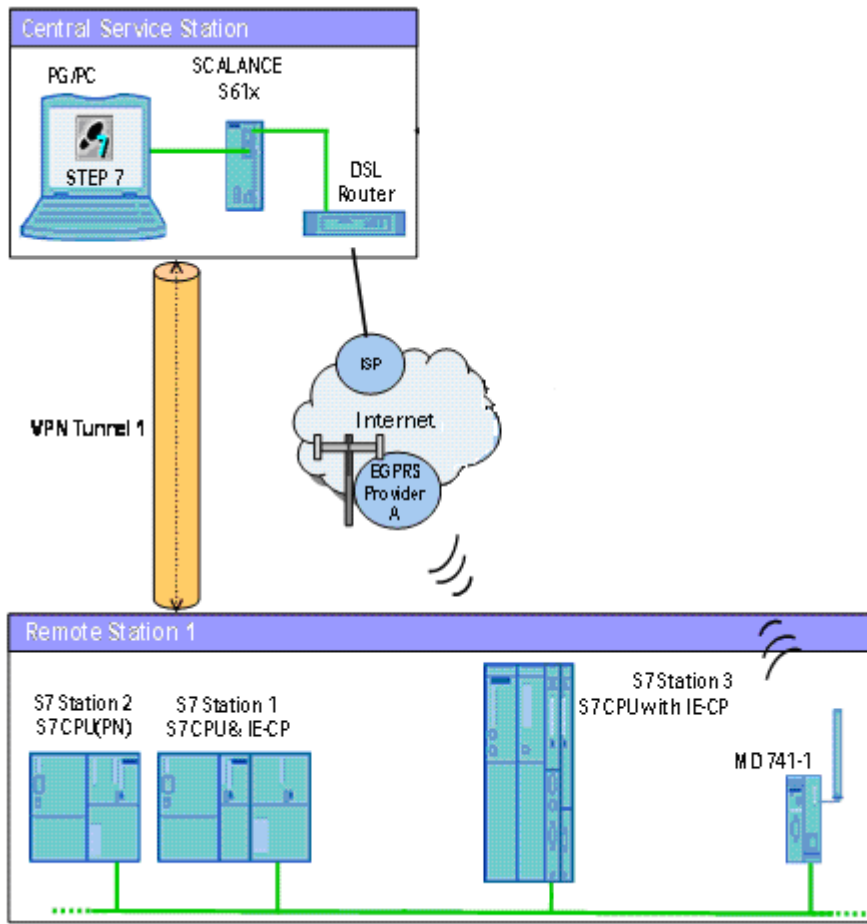 Central Service Station
PG/PC
SCALANCE
S61x
STEP 7
DSL
Router
ISP
Internet
EGPRS
Provider
A
VPN Tunnel 1
Remote Station 1
S7 Station 2
S7 CPU(PN)
S7 Station 1
S7 CPU & IE-CP
S7 Station 3
S7 CPU with IE-CP
MD 741-1